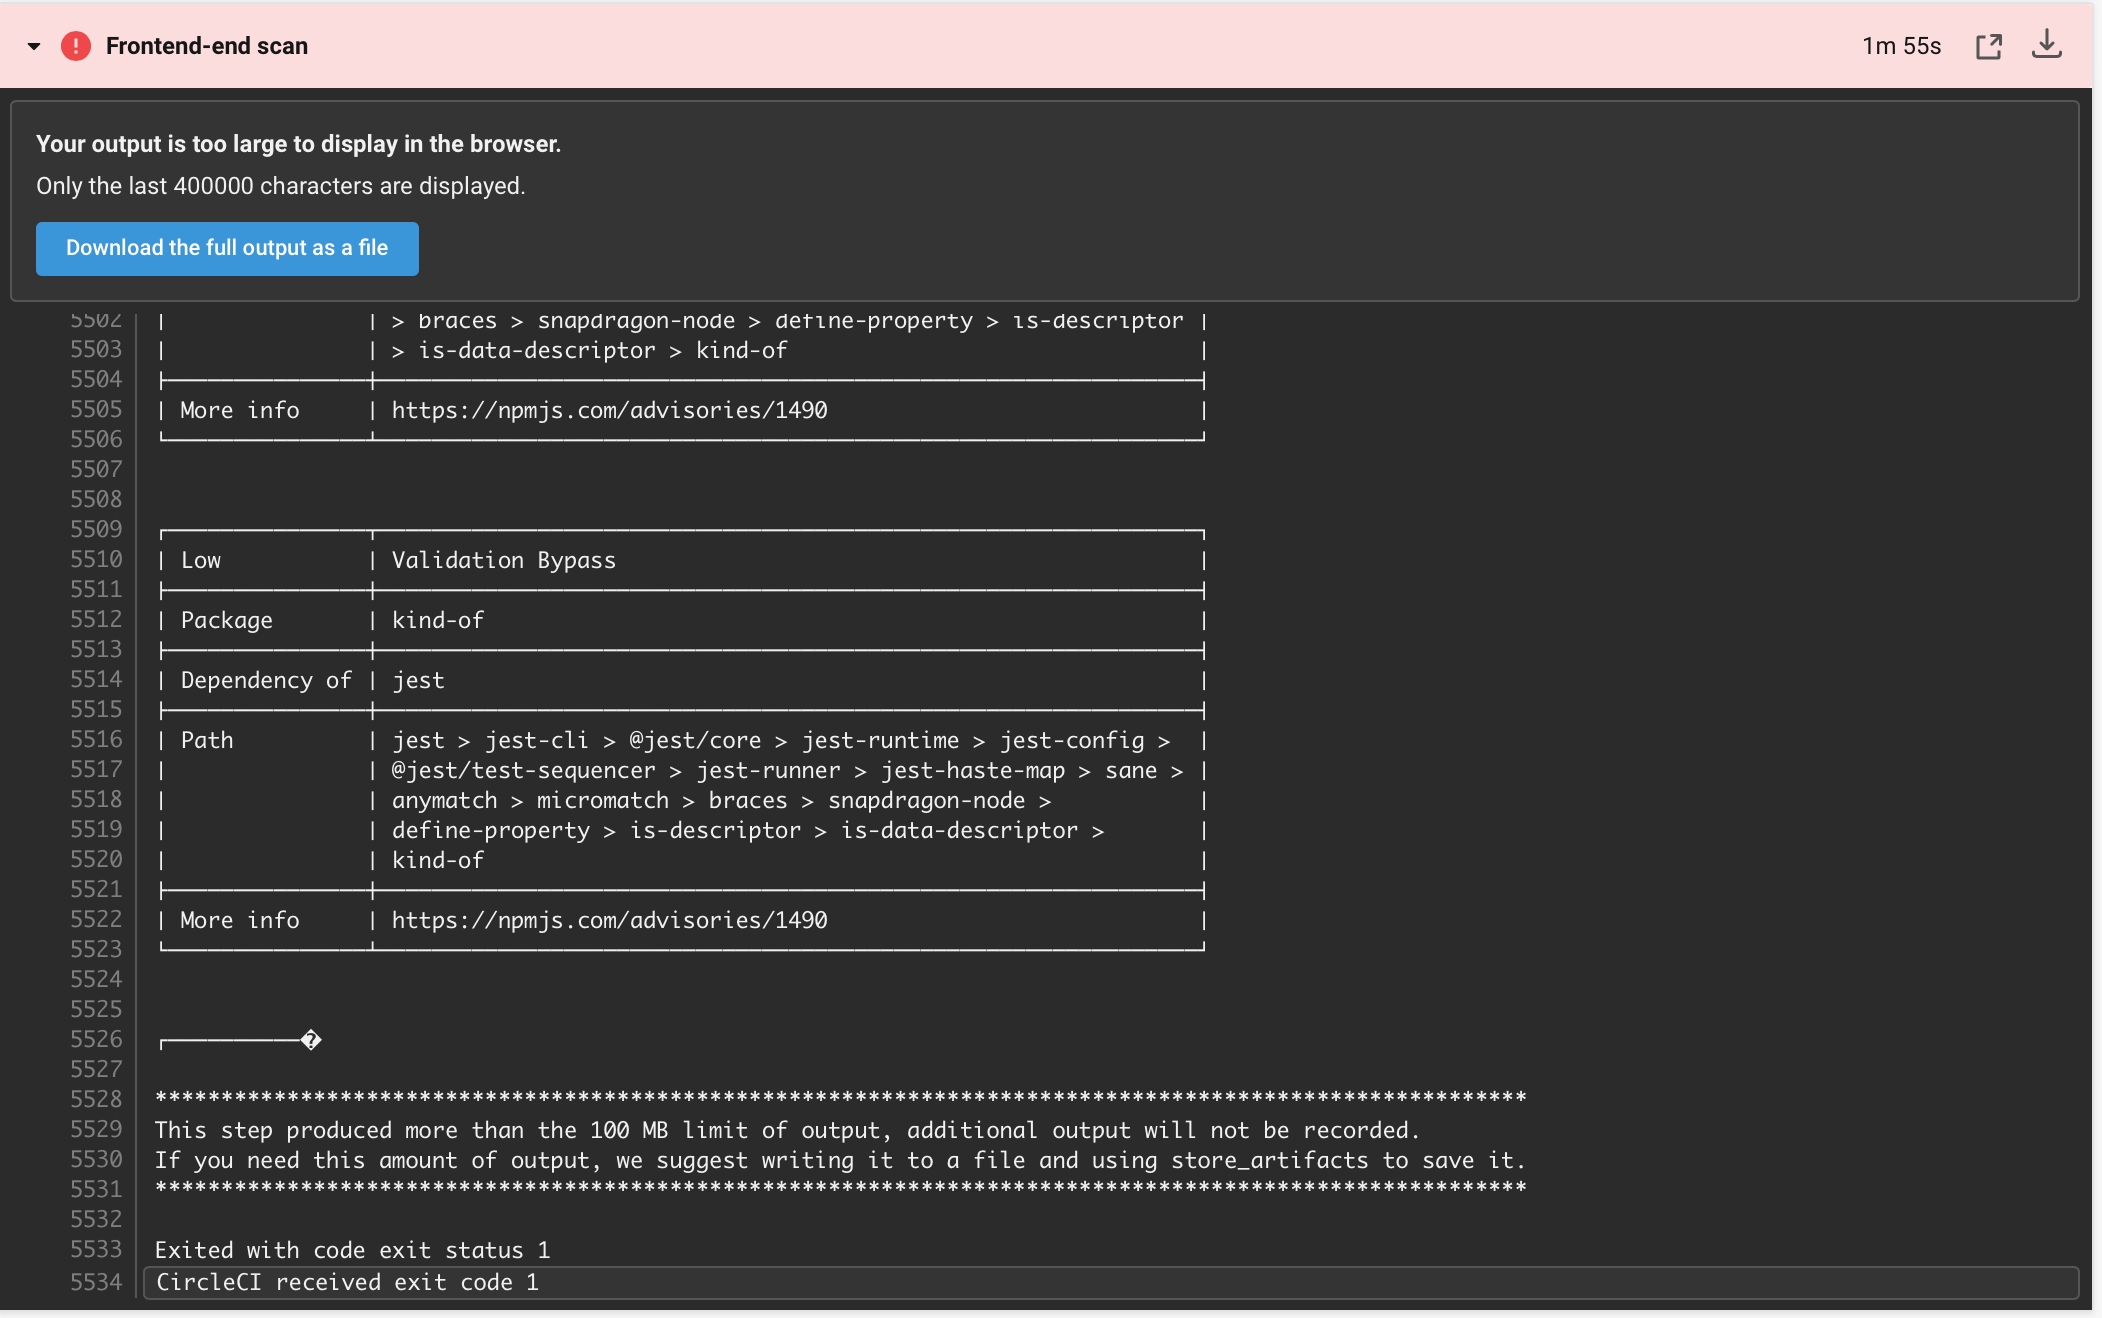 Frontend-end scan
1m 55s
Your output is too large to display in the browser.
Only the last 400000 characters are displayed.
Download the full output as a file
5502 | | > braces > snapdragon-node > define-property > is-descriptor |
5503 | | > is-data-descriptor > kind-of |
5504
5505 | More info | https://npmjs.com/advisories/1490 |
5506
5507
5508
5509
5510 | Low | Validation Bypass |
5511
5512 | Package | kind-of |
5513
5514 | Dependency of | jest |
5515
5516 | Path | jest > jest-cli > @jest/core > jest-runtime > jest-config > |
5517 | | @jest/test-sequencer > jest-runner > jest-haste-map > sane > |
5518 | | anymatch > micromatch > braces > snapdragon-node > |
5519 | | define-property > is-descriptor > is-data-descriptor > |
5520 | | kind-of |
5521
5522 | More info | https://npmjs.com/advisories/1490 |
5523
5524
5525
5526 ┌──────────�
5527
5528 ********************************************************************************************************
5529 This step produced more than the 100 MB limit of output, additional output will not be recorded.
5530 If you need this amount of output, we suggest writing it to a file and using store_artifacts to save it.
5531 ********************************************************************************************************
5532
5533 Exited with code exit status 1
5534 CircleCI received exit code 1